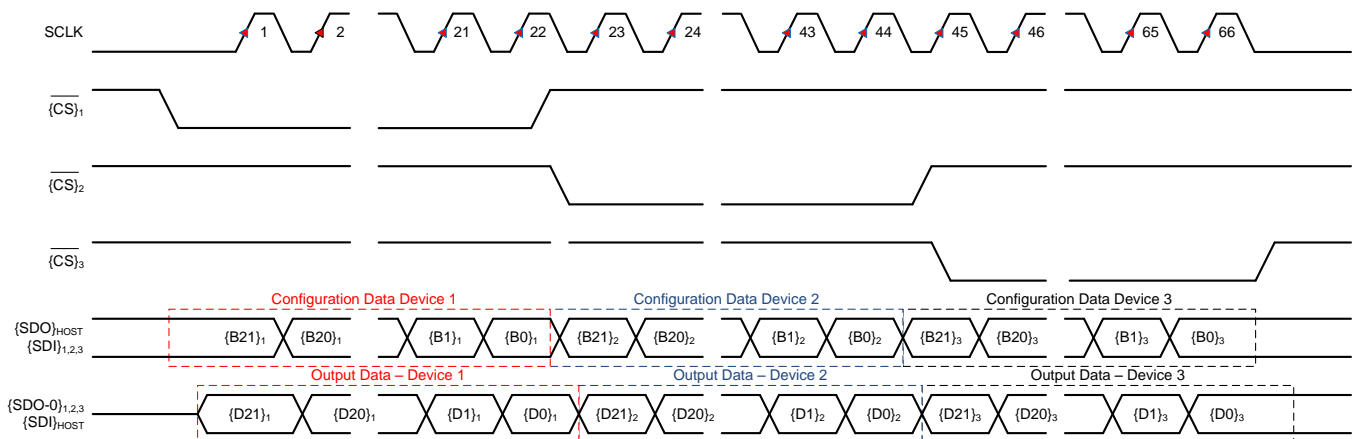 SCLK 1 2 21 22 23 24 43 44 45 46 65 66
{CS}1
{CS}2
{CS}3
Configuration Data Device 1 Configuration Data Device 2 Configuration Data Device 3
{SDO}HOST
{SDI}1,2,3
{B21}1 {B20}1 {B1}1 {B0}1 {B21}2 {B20}2 {B1}2 {B0}2 {B21}3 {B20}3 {B1}3 {B0}3
Output Data – Device 1 Output Data – Device 2 Output Data – Device 3
{SDO-0}1,2,3
{SDI}HOST
{D21}1 {D20}1 {D1}1 {D0}1 {D21}2 {D20}2 {D1}2 {D0}2 {D21}3 {D20}3 {D1}3 {D0}3